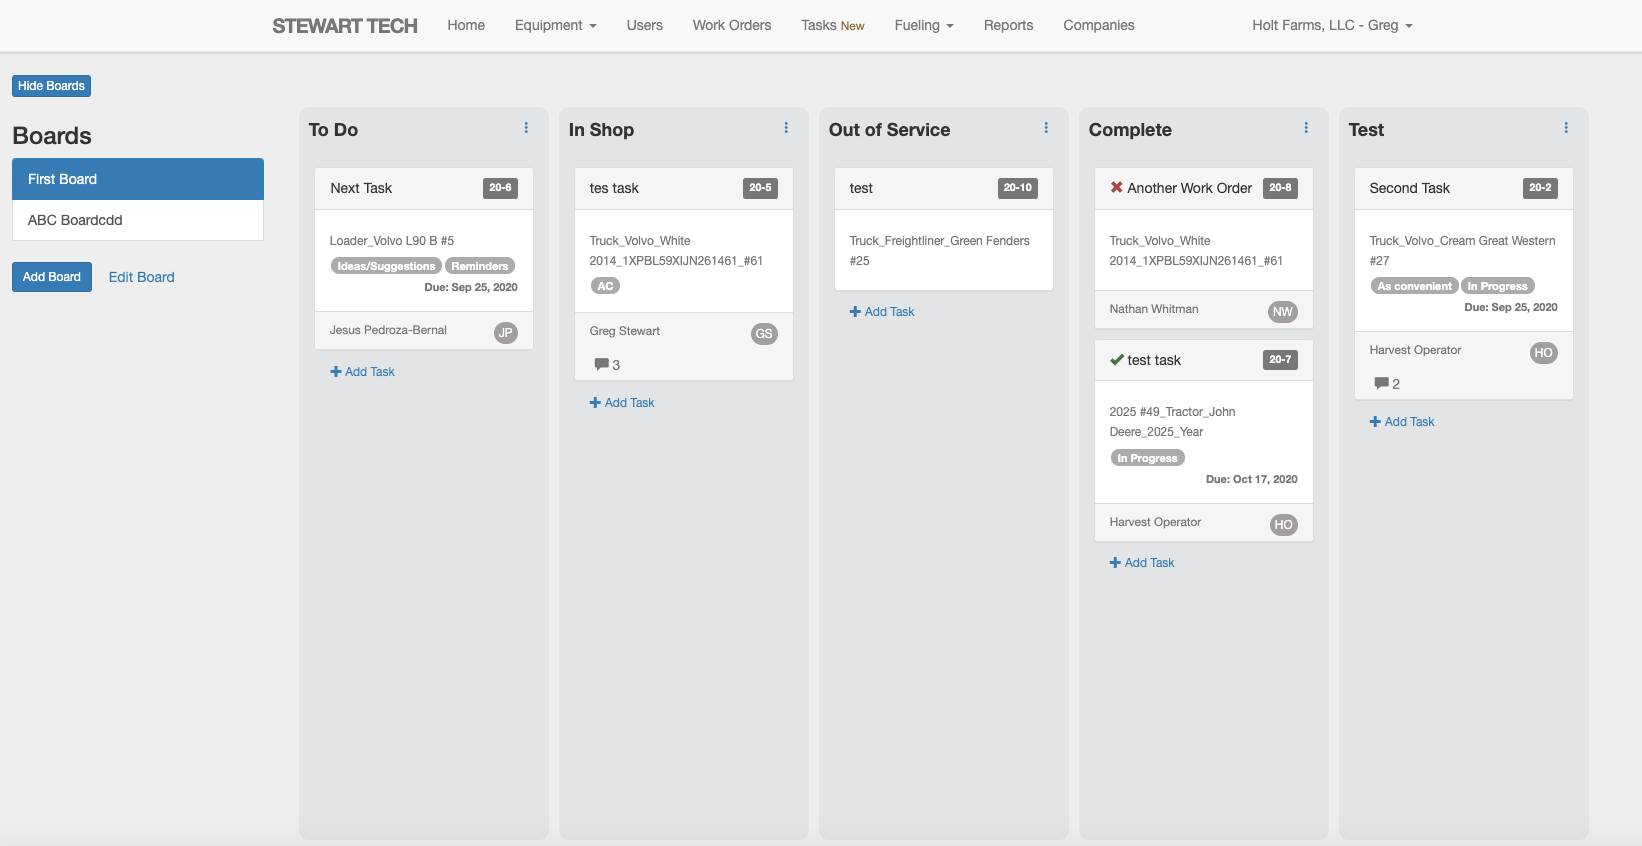 STEWART TECH Home Equipment Users Work Orders Tasks New Fueling Reports Companies Holt Farms, LLC - Greg
Hide Boards
Boards
First Board
ABC Boardcdd
Add Board Edit Board
To Do
Next Task 20-6
Loader_Volvo L90 B #5
Ideas/Suggestions Reminders
Due: Sep 25, 2020
Jesus Pedroza-Bernal JP
Add Task
In Shop
tes task 20-5
Truck_Volvo_White
2014_1XPBL59XIJN261461_#61
AC
Greg Stewart GS
3
Add Task
Out of Service
test 20-10
Truck_Freightliner_Green Fenders
#25
Add Task
Complete
Another Work Order 20-8
Truck_Volvo_White
2014_1XPBL59XIJN261461_#61
Nathan Whitman NW
test task 20-7
2025 #49_Tractor_John
Deere_2025_Year
In Progress
Due: Oct 17, 2020
Harvest Operator HO
Add Task
Test
Second Task 20-2
Truck_Volvo_Cream Great Western
#27
As convenient In Progress
Due: Sep 25, 2020
Harvest Operator HO
2
Add Task